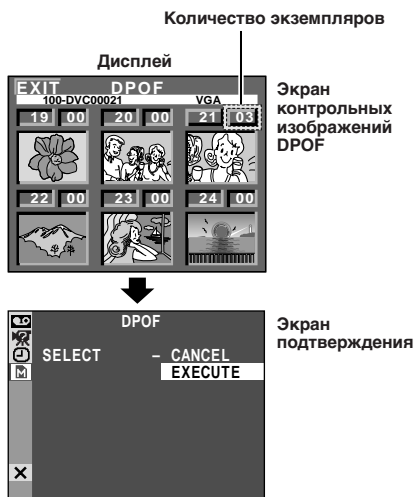 Количество экземпляров
Дисплей
EXIT DPOF
100-DVC00021 VGA
19 00 20 00 21 03
22 00 23 00 24 00
Экран
контрольных
изображений
DPOF
DPOF
SELECT – CANCEL
EXECUTE
M
Экран
подтверждения